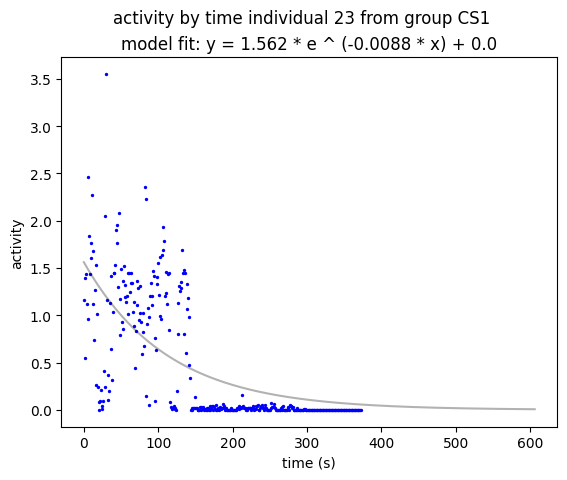 activity by time individual 23 from group CS1
model fit: y = 1.562 * e ^ (-0.0088 * x) + 0.0
3.5
3.0
2.5
2.0
1.5
1.0
0.5
0.0
activity
0 100 200 300 400 500 600
time (s)